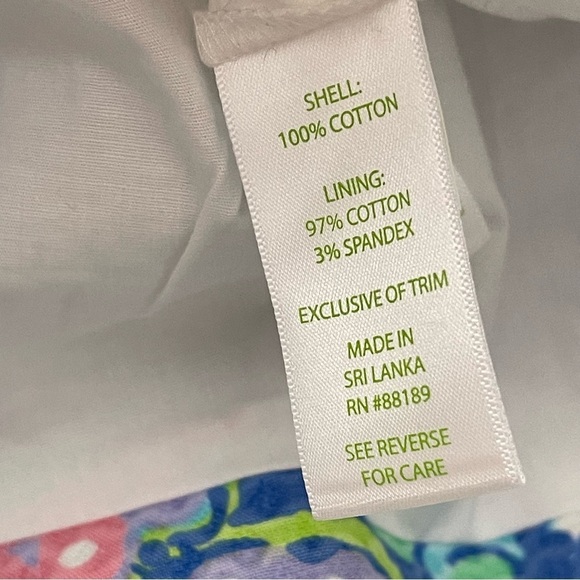 SHELL:
100% COTTON
LINING:
97% COTTON
3% SPANDEX
EXCLUSIVE OF TRIM
MADE IN
SRI LANKA
RN #88189
SEE REVERSE
FOR CARE